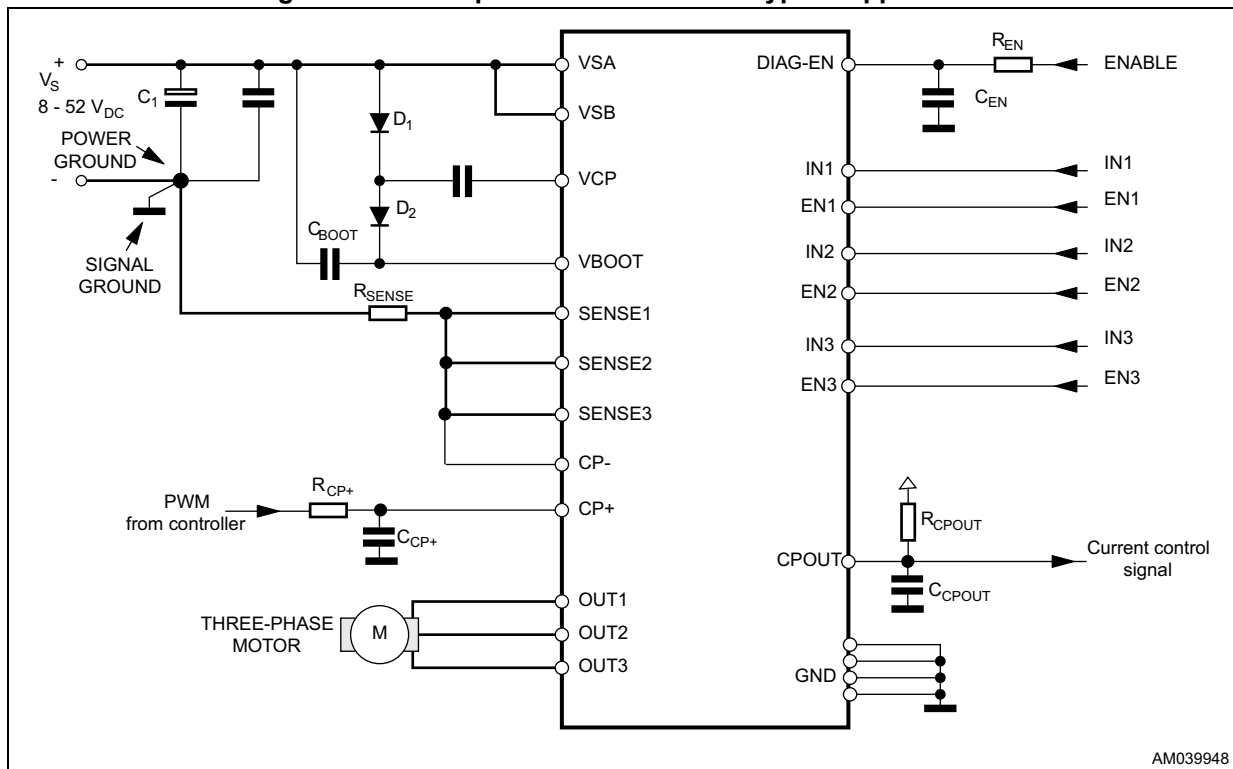 +
V_S
8 - 52 V_DC
C_1
POWER
GROUND
-
SIGNAL
GROUND
D_1
D_2
C_BOOT
R_SENSE
PWM
from controller
R_CP+
C_CP+
THREE-PHASE
MOTOR
M
VSA
VSB
VCP
VBOOT
SENSE1
SENSE2
SENSE3
CP-
CP+
OUT1
OUT2
OUT3
DIAG-EN
IN1
EN1
IN2
EN2
IN3
EN3
CPOUT
GND
R_EN
ENABLE
C_EN
IN1
EN1
IN2
EN2
IN3
EN3
R_CPOUT
Current control
signal
C_CPOUT
AM039948